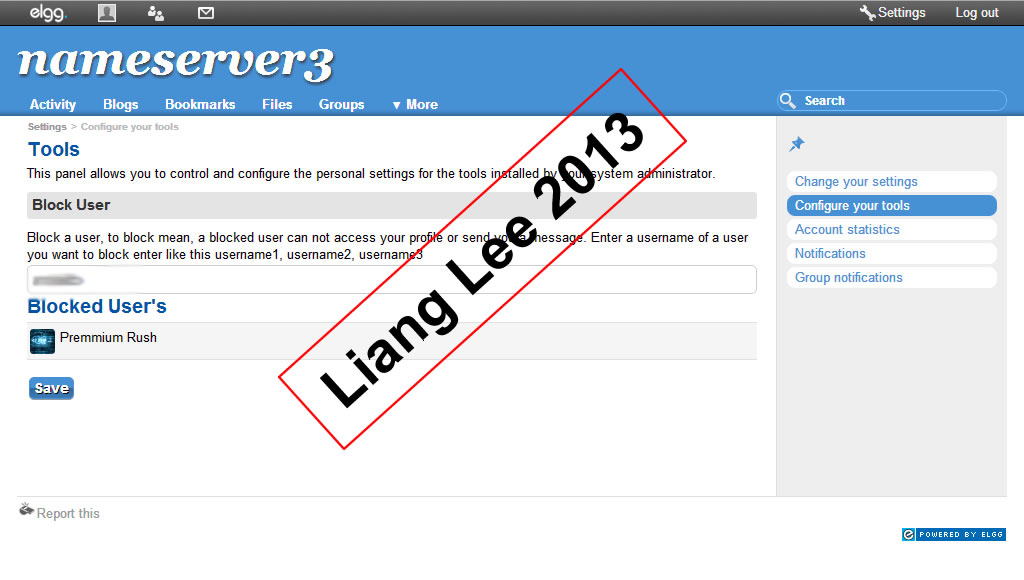 elgg.
Settings Log out
nameserver3
Activity Blogs Bookmarks Files Groups ▼ More
Search
Settings > Configure your tools
Tools
This panel allows you to control and configure the personal settings for the tools installed by your system administrator.
Block User
Block a user, to block mean, a blocked user can not access your profile or send you a message. Enter a username of a user
you want to block enter like this username1, username2, username3
Blocked User's
Premmium Rush
Save
Change your settings
Configure your tools
Account statistics
Notifications
Group notifications
Liang Lee 2013
Report this
POWERED BY ELGG